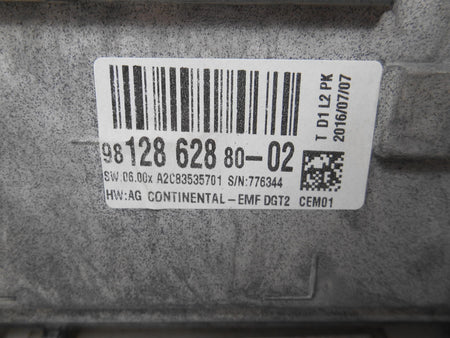 98 128 628 80-02
SW:06.00x A2C83535701 S/N:776344
HW:AG CONTINENTAL-EMF DGT2 CEM01
T D1 L2 PK
2016/07/07